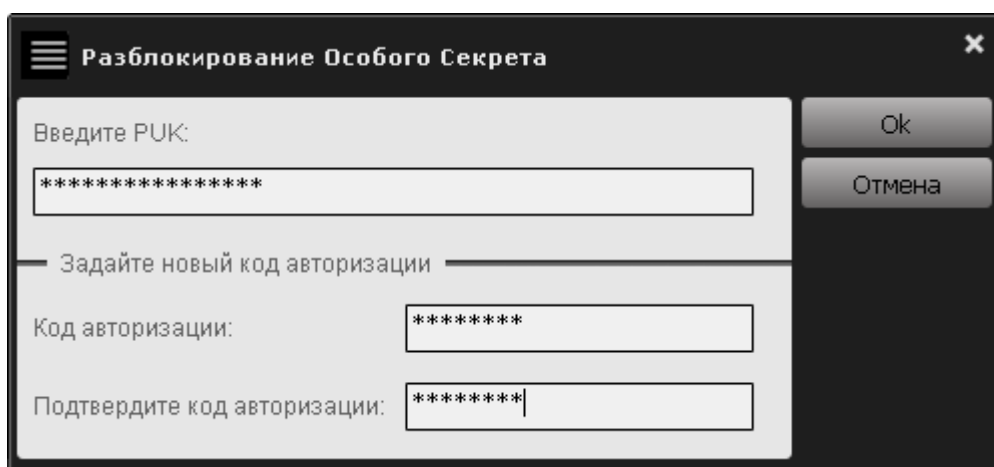 Разблокирование Особого Секрета
Введите PUK:
****************
Ok
Отмена
Задайте новый код авторизации
Код авторизации:
********
Подтвердите код авторизации:
********